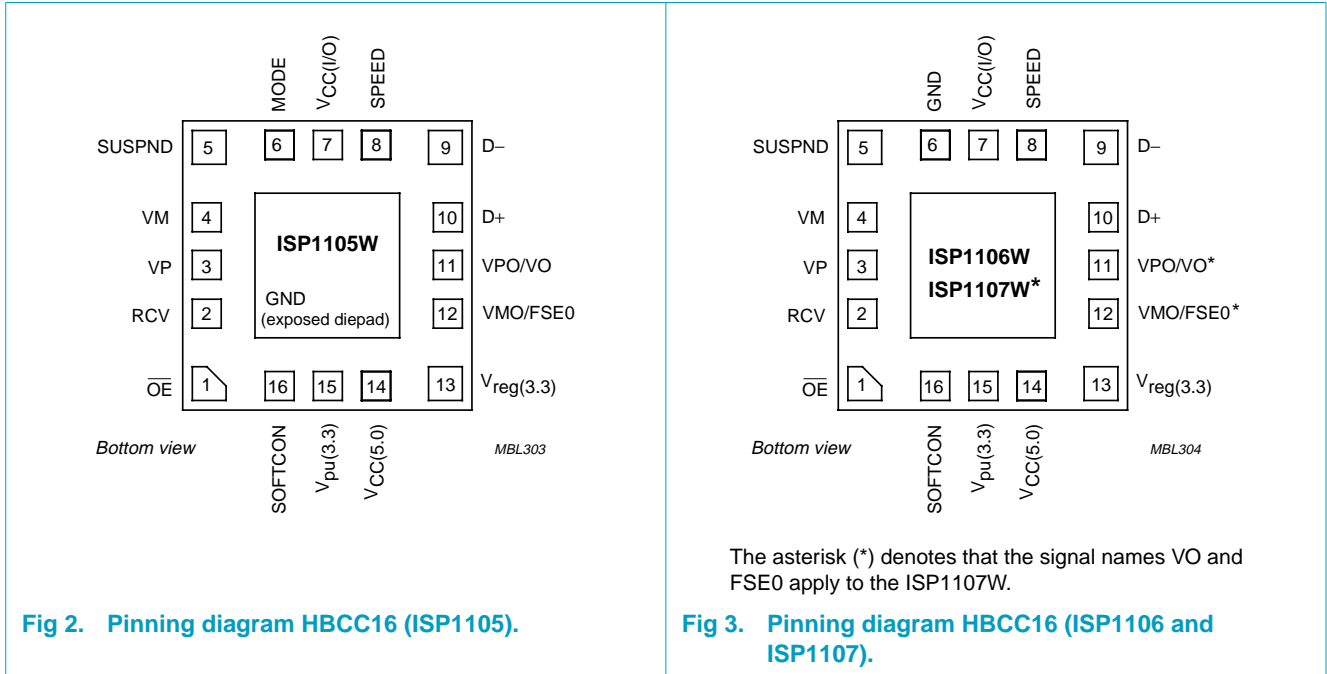 MODE
VCC(I/O)
SPEED
SUSPND
5
6
7
8
9
D−
VM
4
10
D+
ISP1105W
VP
3
11
VPO/VO
GND
(exposed diepad)
RCV
2
12
VMO/FSE0
OE
1
16
15
14
13
Vreg(3.3)
Bottom view
SOFTCON
Vpu(3.3)
VCC(5.0)
MBL303
Fig 2. Pinning diagram HBCC16 (ISP1105).
GND
VCC(I/O)
SPEED
SUSPND
5
6
7
8
9
D−
VM
4
10
D+
ISP1106W
ISP1107W*
VP
3
11
VPO/VO*
RCV
2
12
VMO/FSE0*
OE
1
16
15
14
13
Vreg(3.3)
Bottom view
SOFTCON
Vpu(3.3)
VCC(5.0)
MBL304
The asterisk (*) denotes that the signal names VO and
FSE0 apply to the ISP1107W.
Fig 3. Pinning diagram HBCC16 (ISP1106 and
ISP1107).